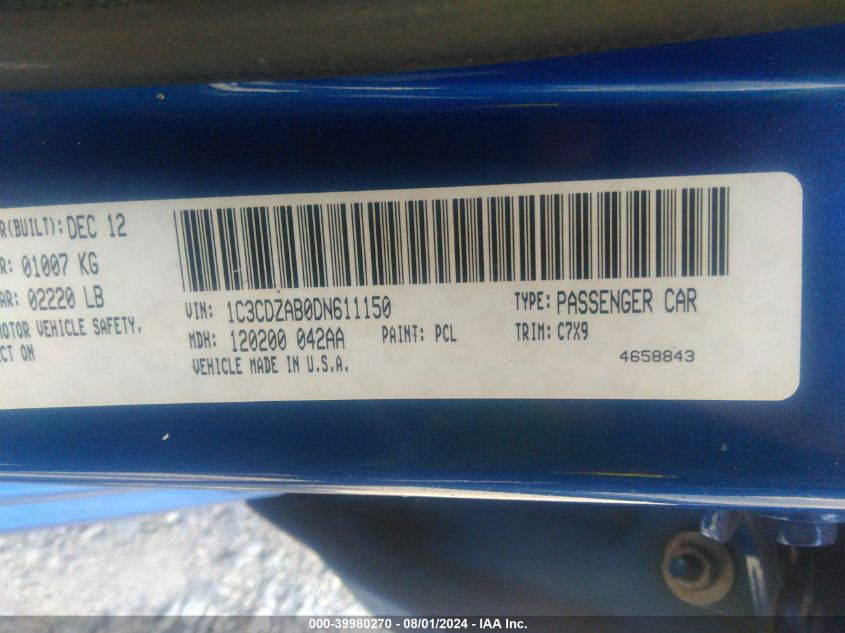 R(BUILT): DEC 12
R: 01007 KG
AR: 02220 LB
MOTOR VEHICLE SAFETY,
CT ON
VIN: 1C3CDZAB0DN611150
TYPE: PASSENGER CAR
MDH: 120200 042AA
PAINT: PCL
TRIM: C7X9
VEHICLE MADE IN U.S.A.
4658843
000-39980270 - 08/01/2024 - IAA Inc.